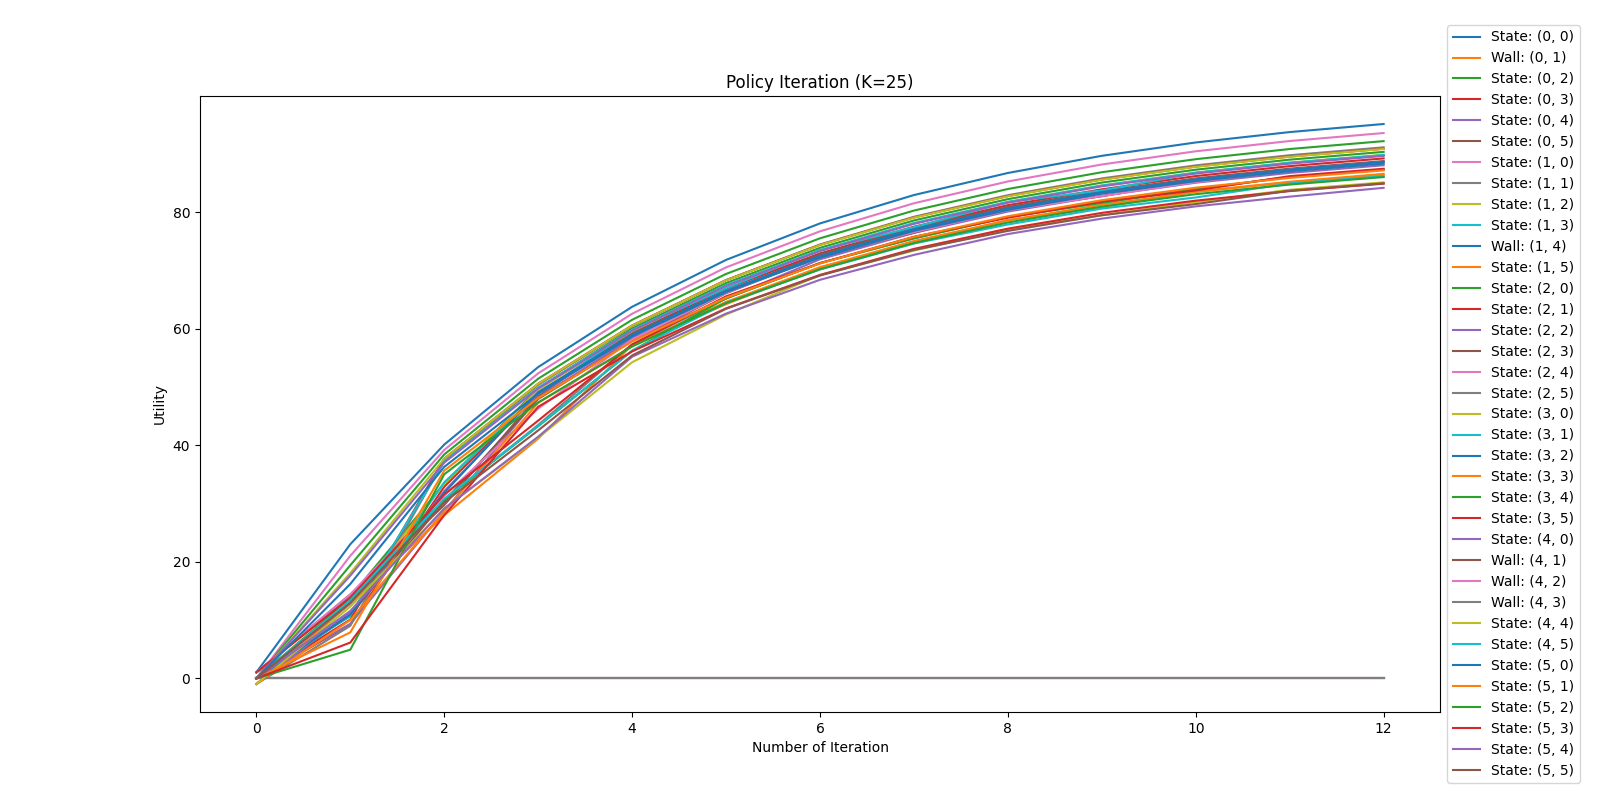 Policy Iteration (K=25)
Utility
80
60
40
20
0
0 2 4 6 8 10 12
Number of Iteration
State: (0, 0)
Wall: (0, 1)
State: (0, 2)
State: (0, 3)
State: (0, 4)
State: (0, 5)
State: (1, 0)
State: (1, 1)
State: (1, 2)
State: (1, 3)
Wall: (1, 4)
State: (1, 5)
State: (2, 0)
State: (2, 1)
State: (2, 2)
State: (2, 3)
State: (2, 4)
State: (2, 5)
State: (3, 0)
State: (3, 1)
State: (3, 2)
State: (3, 3)
State: (3, 4)
State: (3, 5)
State: (4, 0)
Wall: (4, 1)
Wall: (4, 2)
Wall: (4, 3)
State: (4, 4)
State: (4, 5)
State: (5, 0)
State: (5, 1)
State: (5, 2)
State: (5, 3)
State: (5, 4)
State: (5, 5)